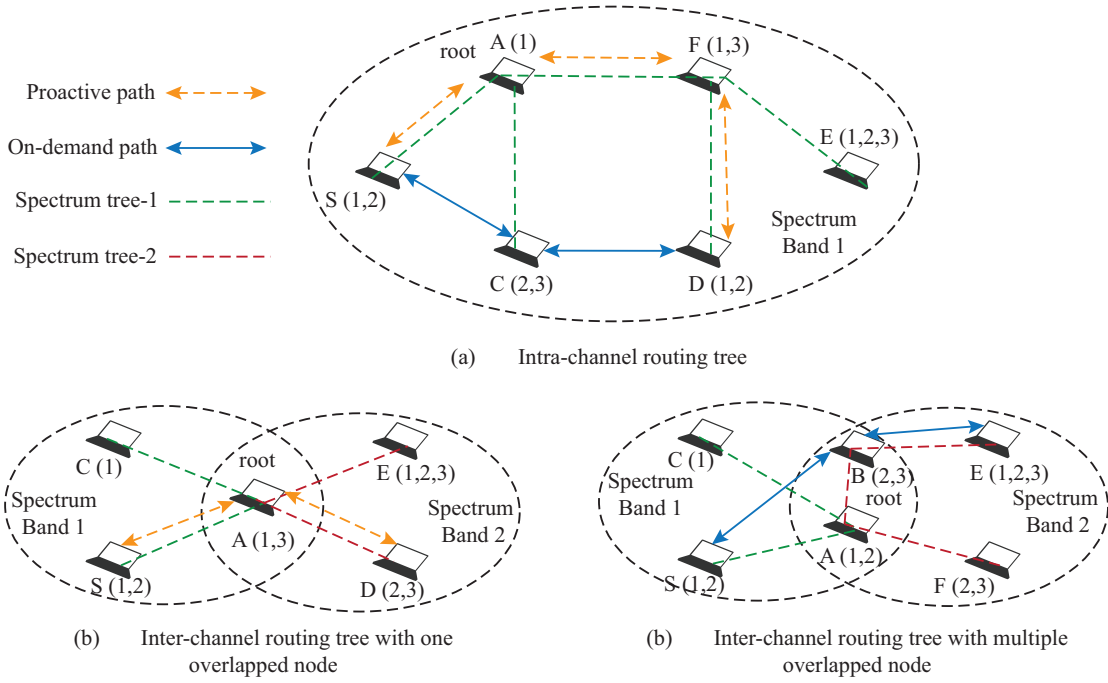 Proactive path
On-demand path
Spectrum tree-1
Spectrum tree-2
root
A (1)
F (1,3)
E (1,2,3)
S (1,2)
C (2,3)
D (1,2)
Spectrum
Band 1
(a) Intra-channel routing tree
C (1)
root
E (1,2,3)
Spectrum
Band 1
Spectrum
Band 2
A (1,3)
S (1,2)
D (2,3)
(b) Inter-channel routing tree with one
overlapped node
C (1)
B (2,3)
E (1,2,3)
Spectrum
Band 1
root
Spectrum
Band 2
A (1,2)
S (1,2)
F (2,3)
(b) Inter-channel routing tree with multiple
overlapped node